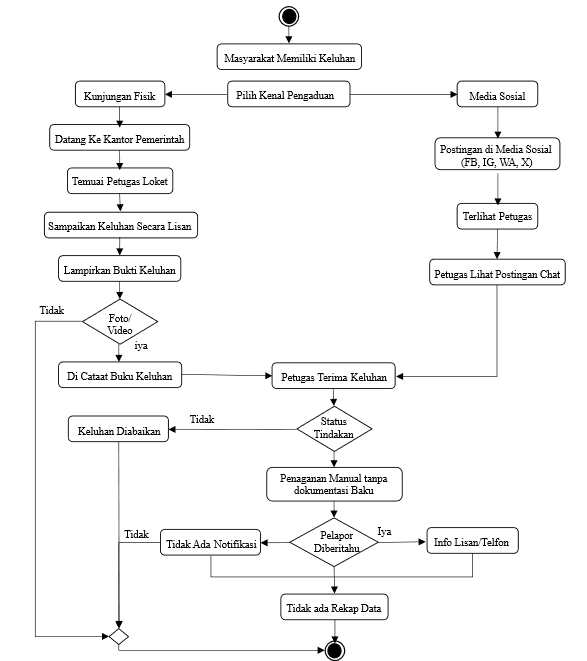 Masyarakat Memiliki Keluhan
Kunjungan Fisik
Pilih Kenal Pengaduan
Media Sosial
Datang Ke Kantor Pemerintah
Postingan di Media Sosial
(FB, IG, WA, X)
Temuai Petugas Loket
Sampaikan Keluhan Secara Lisan
Terlihat Petugas
Lampirkan Bukti Keluhan
Petugas Lihat Postingan Chat
Tidak
Foto/
Video
iya
Di Cataat Buku Keluhan
Petugas Terima Keluhan
Tidak
Status
Tindakan
Keluhan Diabaikan
Penaganan Manual tanpa
dokumentasi Baku
Tidak
Tidak Ada Notifikasi
Pelapor
Diberitahu
Iya
Info Lisan/Telfon
Tidak ada Rekap Data